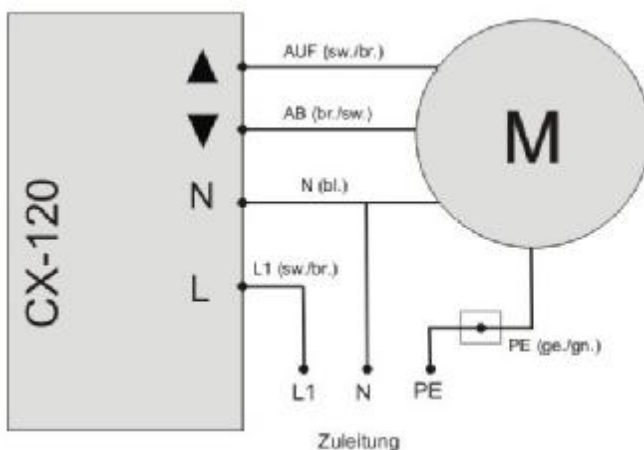 CX-120
▲
▼
N
L
AUF (sw./br.)
AB (br./sw.)
N (bl.)
L1 (sw./br.)
M
PE (ge./gn.)
L1 N PE
Zuleitung